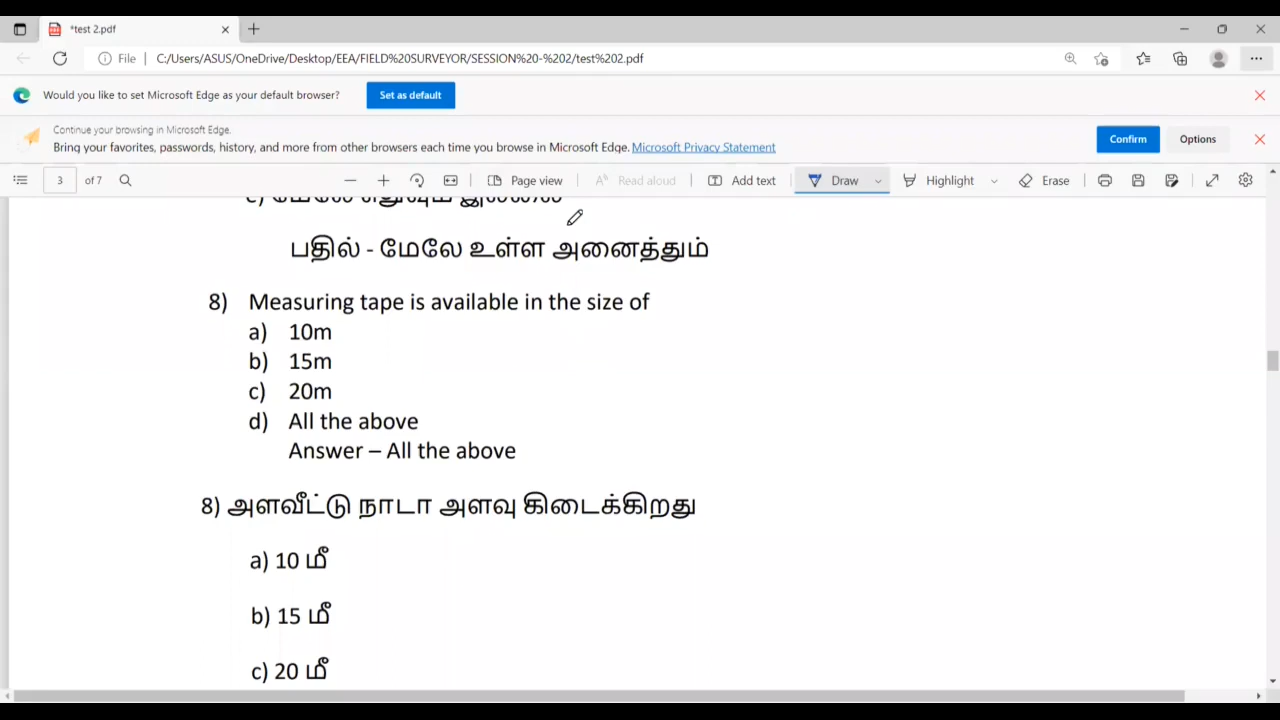 *test 2.pdf
File
C:/Users/ASUS/OneDrive/Desktop/EEA/FIELD%20SURVEYOR/SESSION%20-%202/test%202.pdf
Would you like to set Microsoft Edge as your default browser? Set as default
Continue your browsing in Microsoft Edge.
Bring your favorites, passwords, history, and more from other browsers each time you browse in Microsoft Edge. Microsoft Privacy Statement Confirm Options
3 of 7 Page view Read aloud Add text Draw Highlight Erase
பதில் - மேலே உள்ள அனைத்தும்
8) Measuring tape is available in the size of
a) 10m
b) 15m
c) 20m
d) All the above
Answer – All the above
8) அளவீட்டு நாடா அளவு கிடைக்கிறது
a) 10 மீ
b) 15 மீ
c) 20 மீ